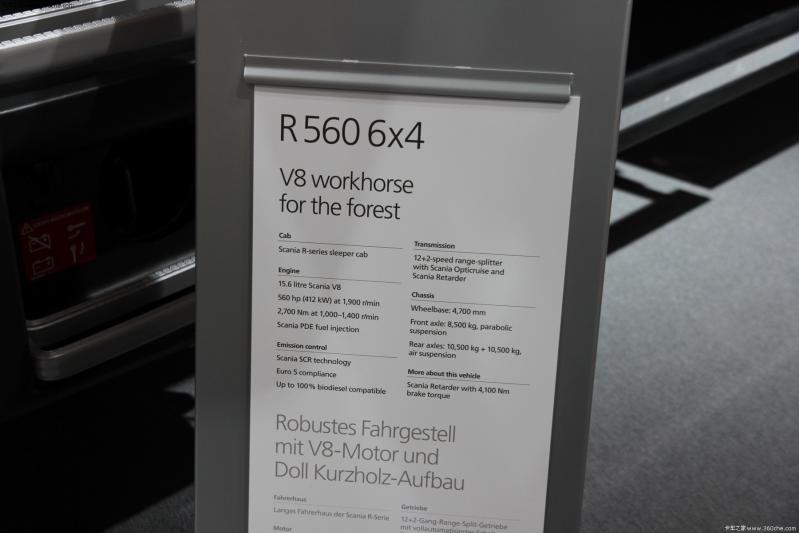 R 560 6x4
V8 workhorse
for the forest
Cab
Scania R-series sleeper cab
Engine
15.6 litre Scania V8
560 hp (412 kW) at 1,900 r/min
2,700 Nm at 1,000–1,400 r/min
Scania PDE fuel injection
Emission control
Scania SCR technology
Euro 5 compliance
Up to 100% biodiesel compatible
Transmission
12+2-speed range-splitter
with Scania Opticruise and
Scania Retarder
Chassis
Wheelbase: 4,700 mm
Front axle: 8,500 kg, parabolic
suspension
Rear axles: 10,500 kg + 10,500 kg,
air suspension
More about this vehicle
Scania Retarder with 4,100 Nm
brake torque
Robustes Fahrgestell
mit V8-Motor und
Doll Kurzholz-Aufbau
Fahrerhaus
Langes Fahrerhaus der Scania R-Serie
Motor
Getriebe
12+2-Gang-Range-Split-Getriebe
mit vollautomatisierter
卡车之家 www.360che.com